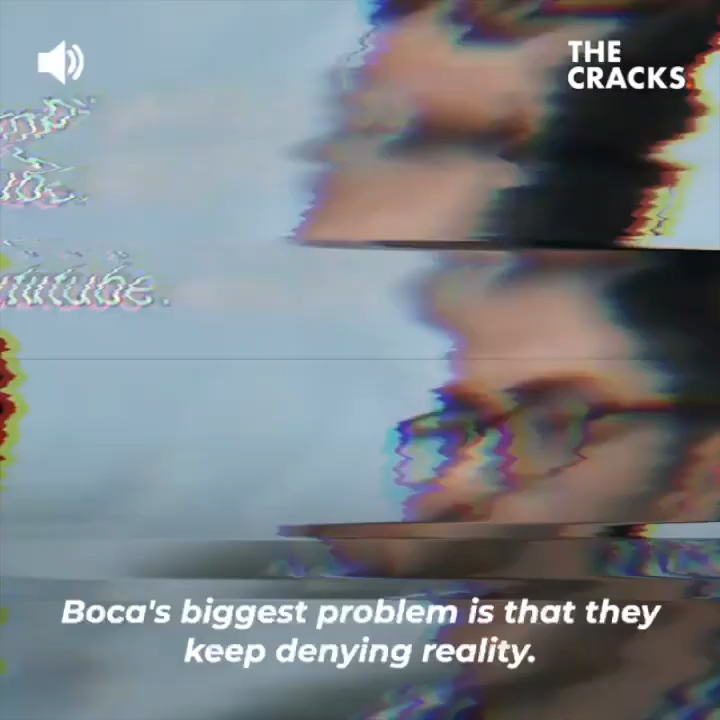 THE
CRACKS
Boca's biggest problem is that they
keep denying reality.